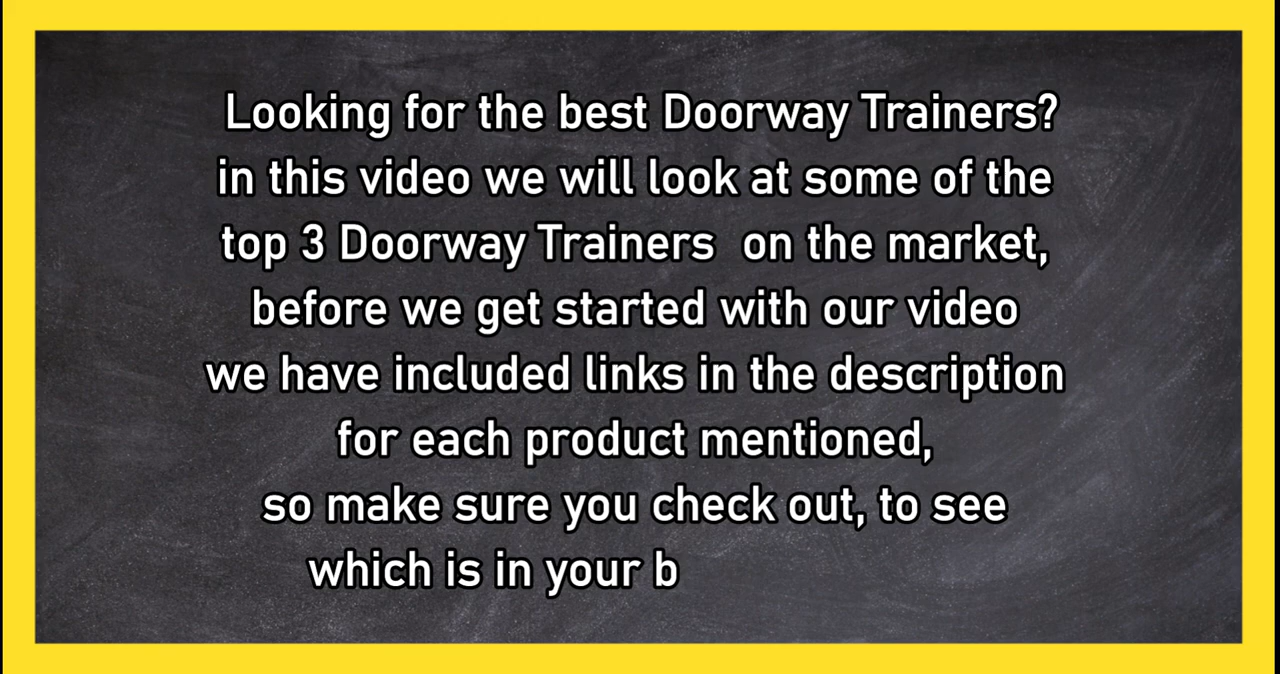 Looking for the best Doorway Trainers?
in this video we will look at some of the
top 3 Doorway Trainers on the market,
before we get started with our video
we have included links in the description
for each product mentioned,
so make sure you check out, to see
which is in your b